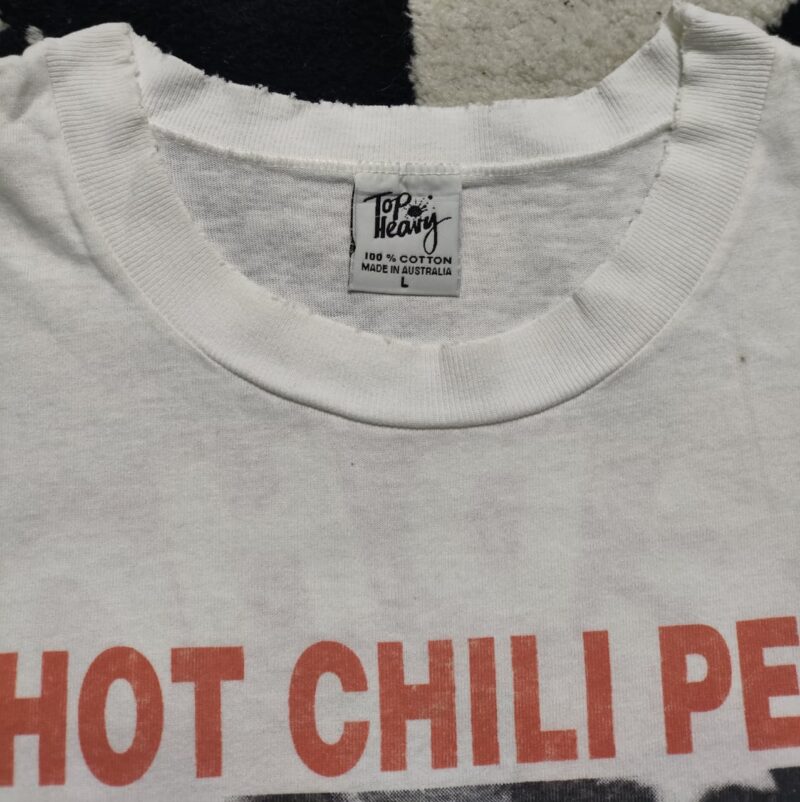 Top
Heavy
100 % COTTON
MADE IN AUSTRALIA
L
HOT CHILI PE